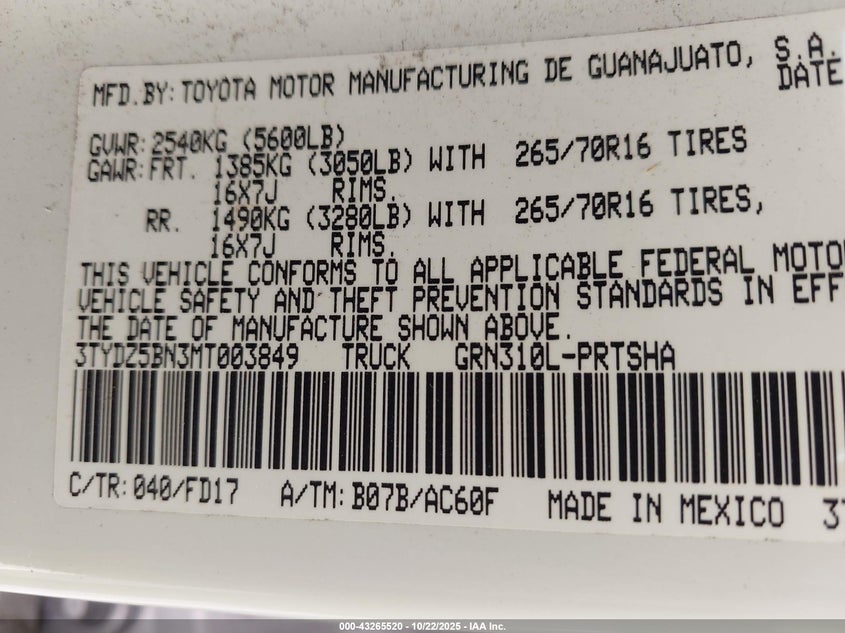 MFD.BY: TOYOTA MOTOR MANUFACTURING DE GUANAJUATO, S.A.
DATE
GVWR: 2540KG (5600LB)
GAWR: FRT. 1385KG (3050LB) WITH 265/70R16 TIRES
16X7J RIMS.
RR. 1490KG (3280LB) WITH 265/70R16 TIRES,
16X7J RIMS.
THIS VEHICLE CONFORMS TO ALL APPLICABLE FEDERAL MOTO
VEHICLE SAFETY AND THEFT PREVENTION STANDARDS IN EFF
THE DATE OF MANUFACTURE SHOWN ABOVE.
3TYDZ5BN3MT003849 TRUCK GRN310L-PRTSHA
C/TR: 040/FD17 A/TM: B07B/AC60F MADE IN MEXICO 3T
000-43265520 - 10/22/2025 - IAA Inc.